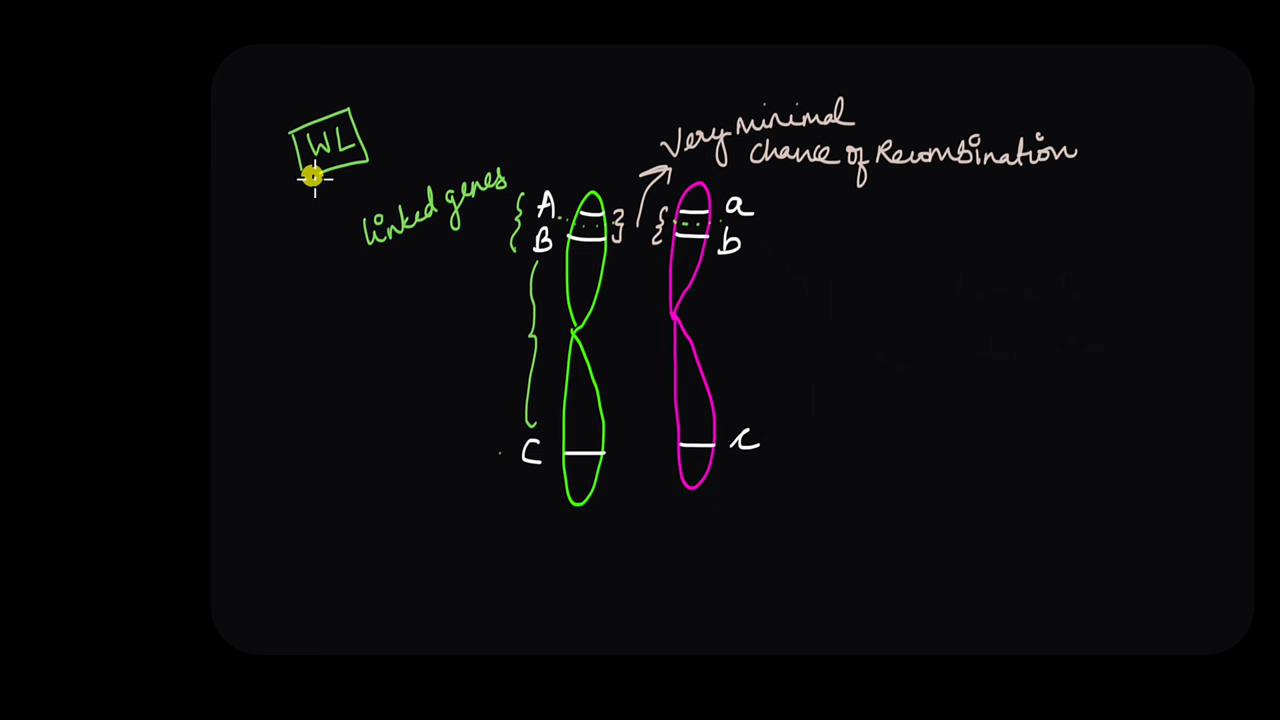 WL
Very minimal
chance of Recombination
linked genes
A
a
B
b
C
c